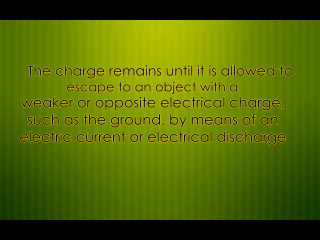 The charge remains until it is allowed to
escape to an object with a
weaker or opposite electrical charge,
such as the ground, by means of an
electric current or electrical discharge